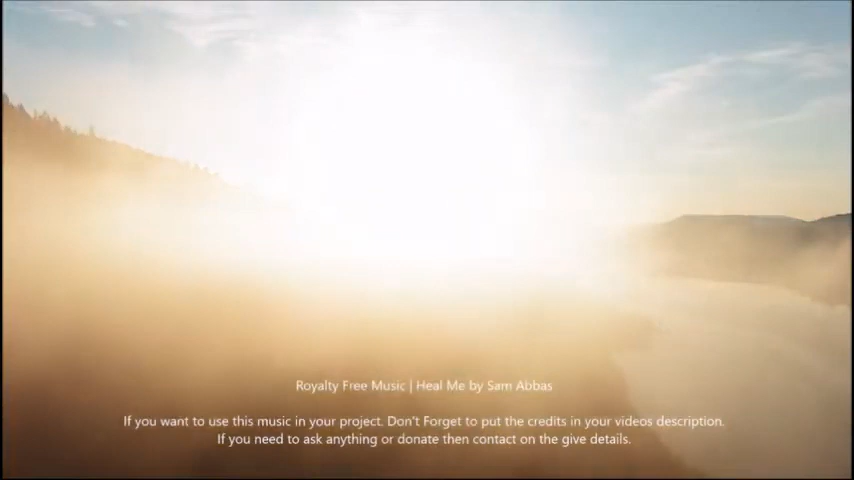 Royalty Free Music | Heal Me by Sam Abbas
If you want to use this music in your project. Don't Forget to put the credits in your videos description.
If you need to ask anything or donate then contact on the give details.